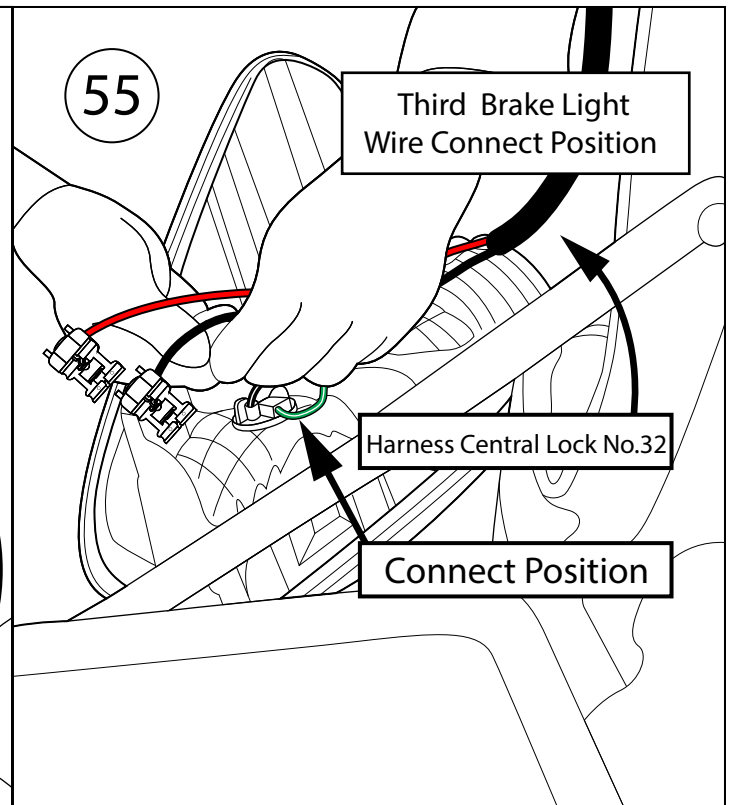 55
Third Brake Light
Wire Connect Position
Harness Central Lock No.32
Connect Position